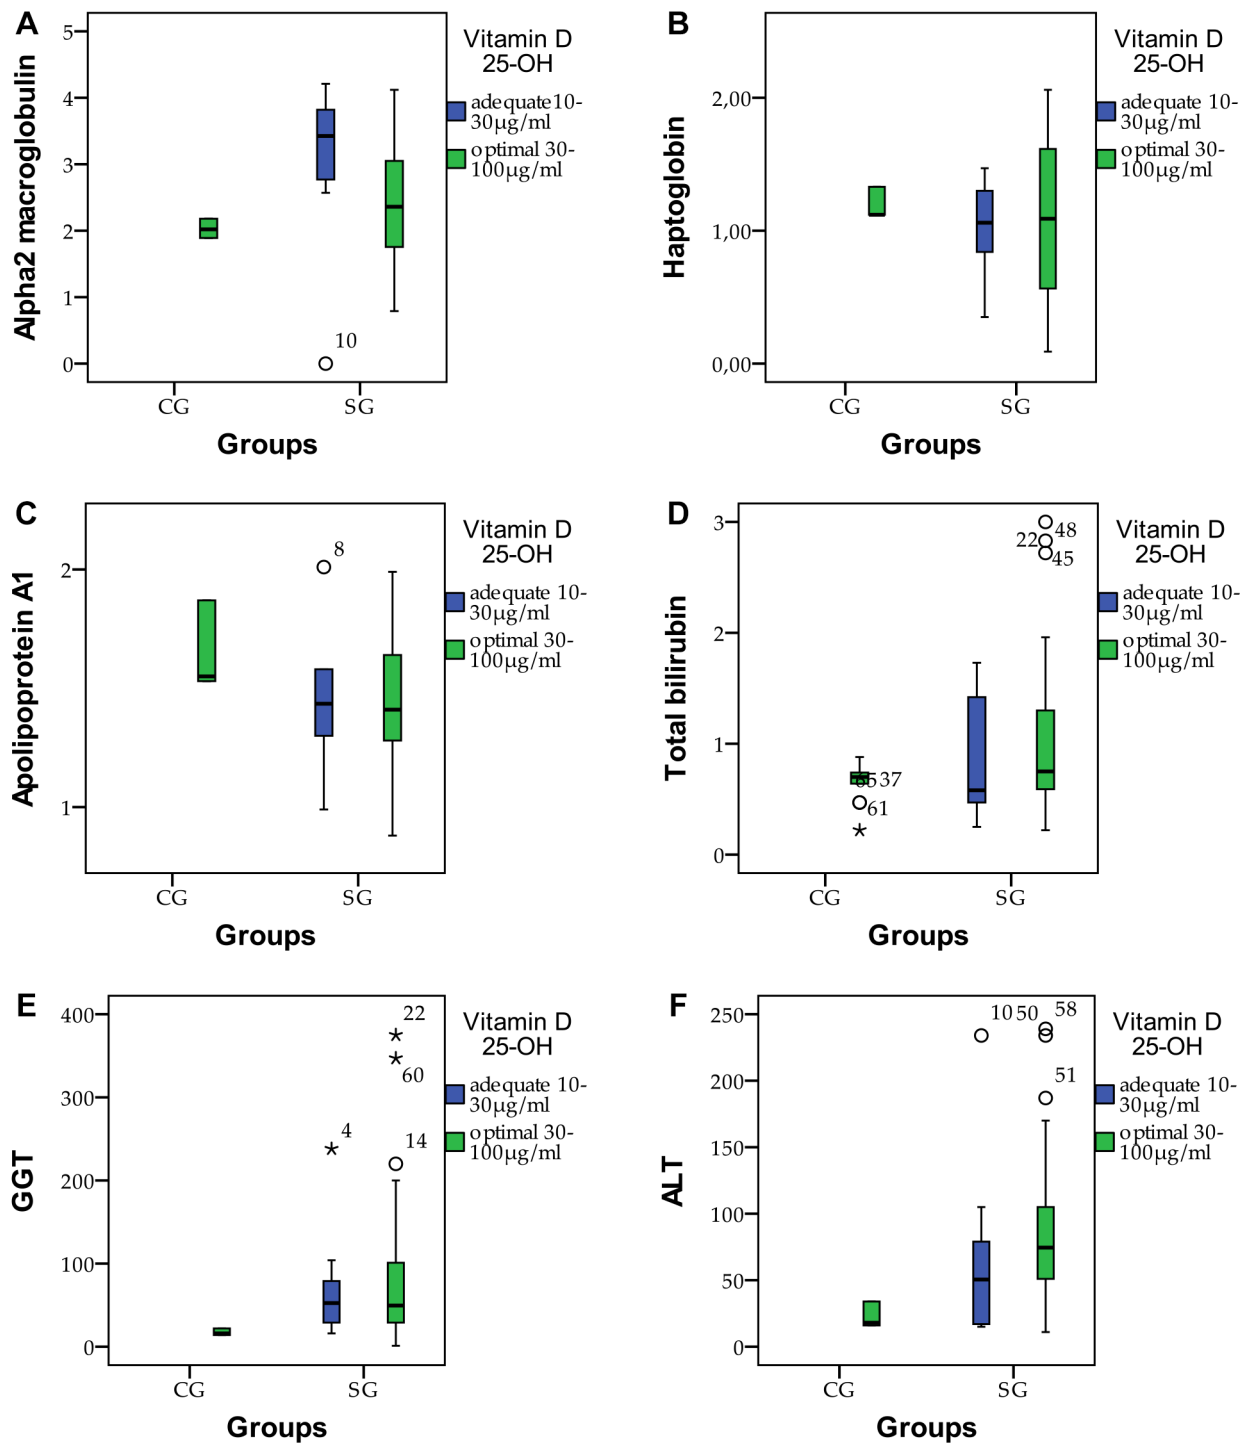 A
Alpha2 macroglobulin
5
4
3
2
1
0
10
CG
SG
Groups
Vitamin D
25-OH
adequate10-
30µg/ml
optimal 30-
100µg/ml
B
Haptoglobin
2,00
1,00
0,00
CG
SG
Groups
Vitamin D
25-OH
adequate 10-
30µg/ml
optimal 30-
100µg/ml
C
Apolipoprotein A1
2
1
8
CG
SG
Groups
Vitamin D
25-OH
adequate 10-
30µg/ml
optimal 30-
100µg/ml
D
Total bilirubin
3
2
1
0
37
61
48
22
45
CG
SG
Groups
Vitamin D
25-OH
adequate 10-
30µg/ml
optimal 30-
100µg/ml
E
GGT
400
300
200
100
0
4
22
60
14
CG
SG
Groups
Vitamin D
25-OH
adequate 10-
30µg/ml
optimal 30-
100µg/ml
F
ALT
250
200
150
100
50
0
10 50 58
51
CG
SG
Groups
Vitamin D
25-OH
adequate 10-
30µg/ml
optimal 30-
100µg/ml